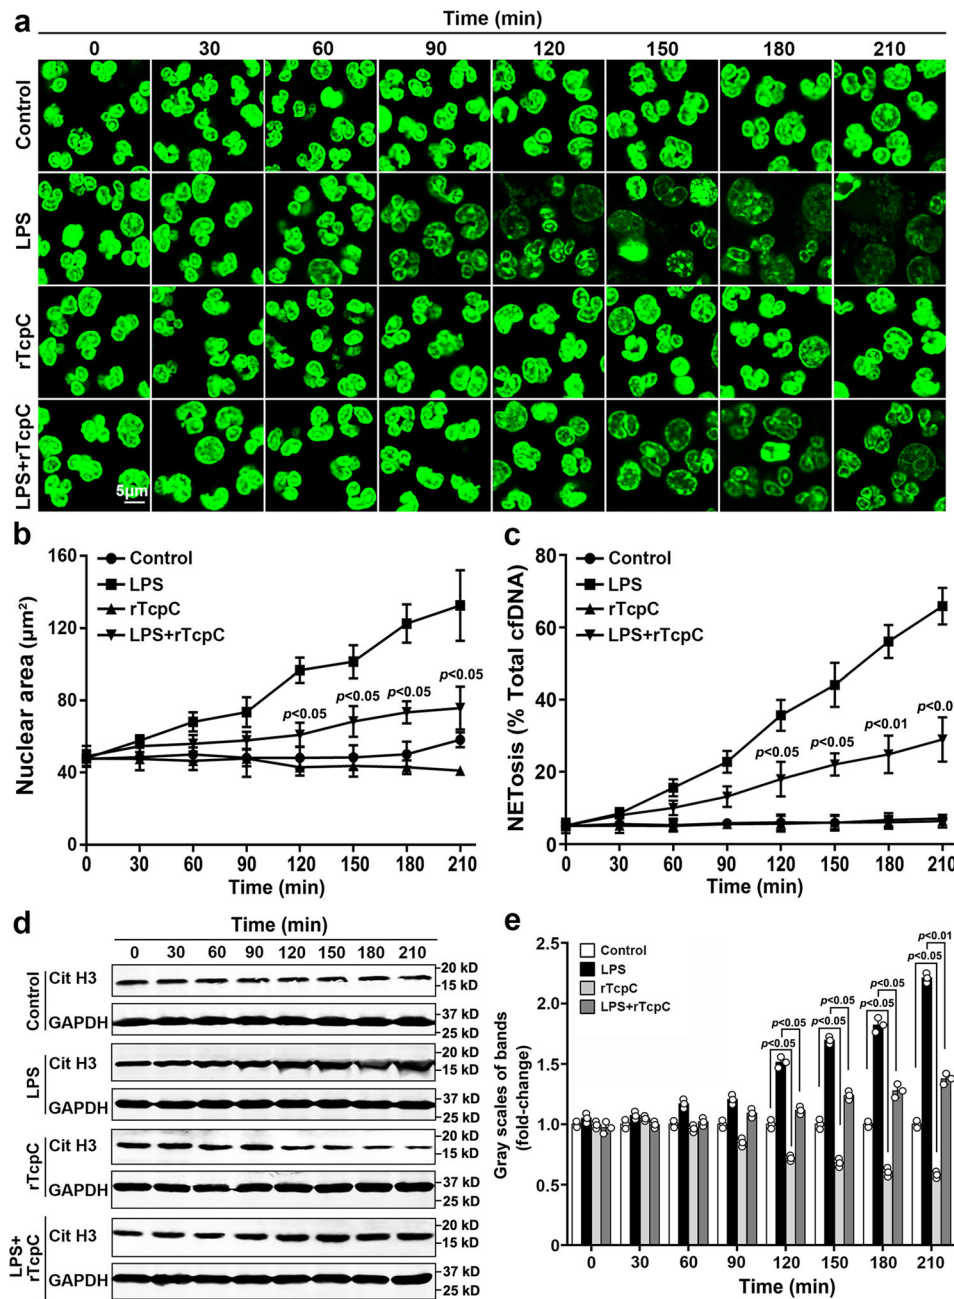 a
Time (min)
0 30 60 90 120 150 180 210
Control
LPS
rTcpC
LPS+rTcpC
5μm
b
Nuclear area (μm²)
160
120
80
40
0
Control
LPS
rTcpC
LPS+rTcpC
p<0.05 p<0.05 p<0.05 p<0.05
0 30 60 90 120 150 180 210
Time (min)
c
NETosis (% Total cfDNA)
80
60
40
20
0
Control
LPS
rTcpC
LPS+rTcpC
p<0.05 p<0.05 p<0.01 p<0.0
0 30 60 90 120 150 180 210
Time (min)
d
Time (min)
0 30 60 90 120 150 180 210
Control
Cit H3
20 kD
15 kD
GAPDH
37 kD
25 kD
LPS
Cit H3
20 kD
15 kD
GAPDH
37 kD
25 kD
rTcpC
Cit H3
20 kD
15 kD
GAPDH
37 kD
25 kD
LPS+
rTcpC
Cit H3
20 kD
15 kD
GAPDH
37 kD
25 kD
e
Gray scales of bands
(fold-change)
2.5
2.0
1.5
1.0
0.5
0
Control
LPS
rTcpC
LPS+rTcpC
p<0.05
p<0.05
p<0.05
p<0.05
p<0.05
p<0.05
p<0.05
p<0.01
0 30 60 90 120 150 180 210
Time (min)